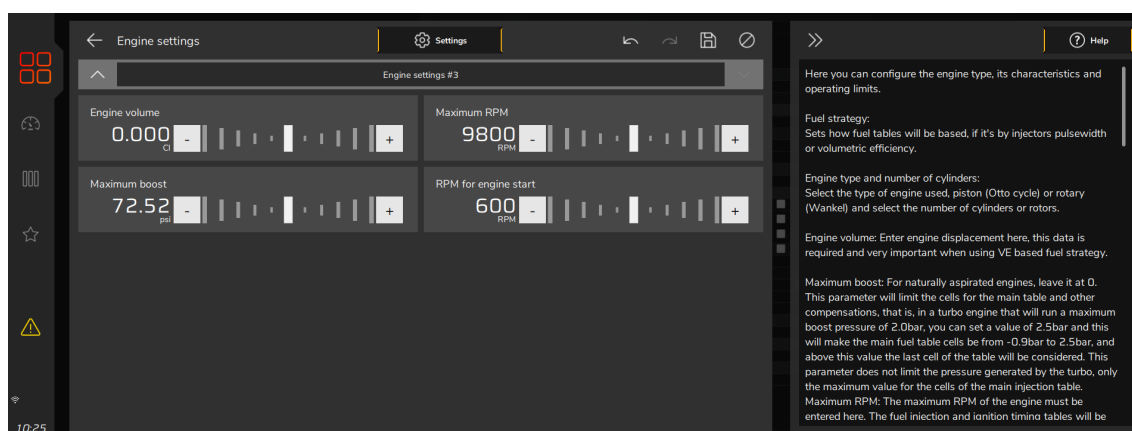 Engine settings
Settings
Help
Engine settings #3
Engine volume
0.000
CI
-
+
Maximum RPM
9800
RPM
-
+
Maximum boost
72.52
psi
-
+
RPM for engine start
600
RPM
-
+
Here you can configure the engine type, its characteristics and
operating limits.
Fuel strategy:
Sets how fuel tables will be based, if it's by injectors pulsewidth
or volumetric efficiency.
Engine type and number of cylinders:
Select the type of engine used, piston (Otto cycle) or rotary
(Wankel) and select the number of cylinders or rotors.
Engine volume: Enter engine displacement here, this data is
required and very important when using VE based fuel strategy.
Maximum boost: For naturally aspirated engines, leave it at 0.
This parameter will limit the cells for the main table and other
compensations, that is, in a turbo engine that will run a maximum
boost pressure of 2.0bar, you can set a value of 2.5bar and this
will make the main fuel table cells be from -0.9bar to 2.5bar, and
above this value the last cell of the table will be considered. This
parameter does not limit the pressure generated by the turbo, only
the maximum value for the cells of the main injection table.
Maximum RPM: The maximum RPM of the engine must be
entered here. The fuel injection and ignition timing tables will be
10:25